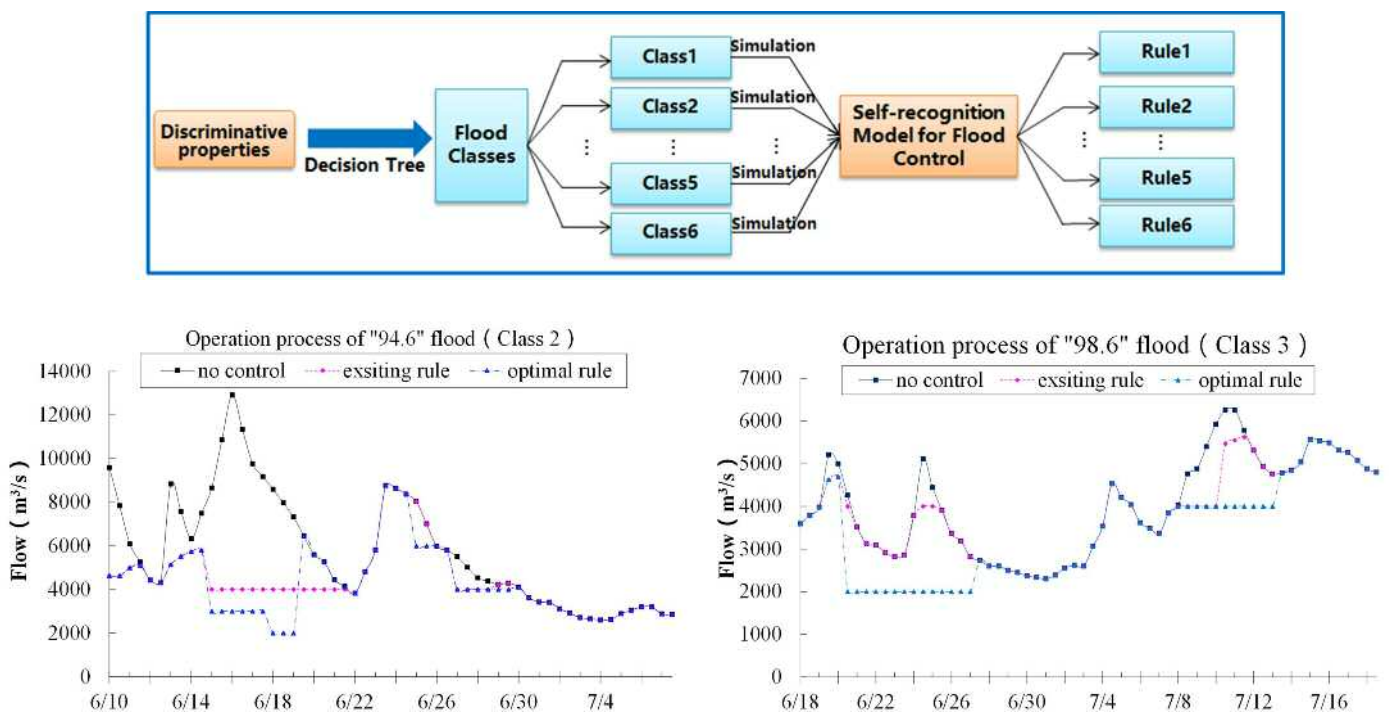 Discriminative
properties
Decision Tree
Flood
Classes
Class1
Class2
⋮ ⋮ ⋮
Class5
Class6
Simulation
Simulation
Simulation
Simulation
Self-recognition
Model for Flood
Control
Rule1
Rule2
⋮ ⋮
Rule5
Rule6
Operation process of "94.6" flood ( Class 2 )
no control exsiting rule optimal rule
Flow ( m³/s )
14000
12000
10000
8000
6000
4000
2000
0
6/10 6/14 6/18 6/22 6/26 6/30 7/4
Operation process of "98.6" flood ( Class 3 )
no control exsiting rule optimal rule
Flow ( m³/s )
7000
6000
5000
4000
3000
2000
1000
0
6/18 6/22 6/26 6/30 7/4 7/8 7/12 7/16